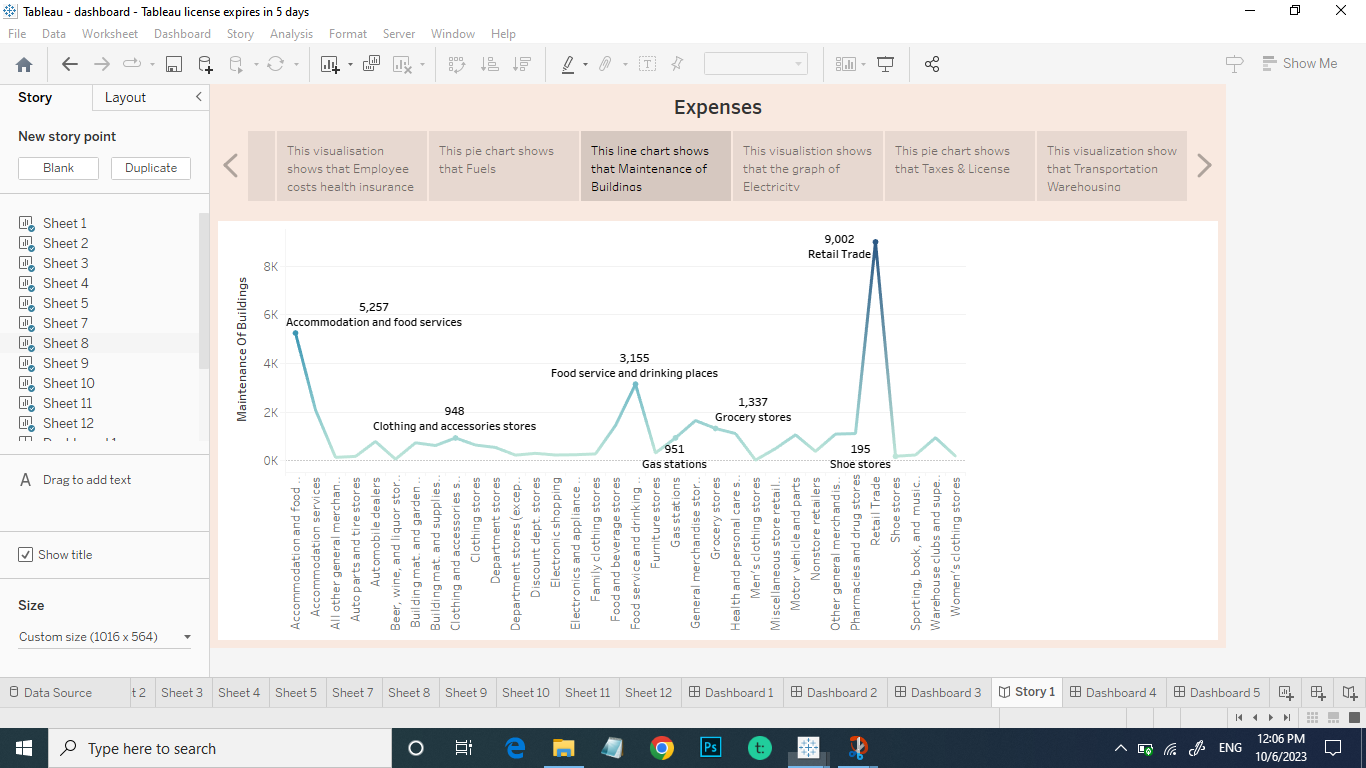 Tableau - dashboard - Tableau license expires in 5 days
File Data Worksheet Dashboard Story Analysis Format Server Window Help
Show Me
Story Layout
New story point
Blank Duplicate
Sheet 1
Sheet 2
Sheet 3
Sheet 4
Sheet 5
Sheet 7
Sheet 8
Sheet 9
Sheet 10
Sheet 11
Sheet 12
A Drag to add text
Show title
Size
Custom size (1016 x 564)
Expenses
This visualisation
shows that Employee
costs health insurance
This pie chart shows
that Fuels
This line chart shows
that Maintenance of
Buildings
This visualistion shows
that the graph of
Electricity
This pie chart shows
that Taxes & License
This visualization show
that Transportation
Warehousing
Maintenance Of Buildings
8K
6K
4K
2K
0K
9,002
Retail Trade
5,257
Accommodation and food services
3,155
Food service and drinking places
948
Clothing and accessories stores
1,337
Grocery stores
951
Gas stations
195
Shoe stores
Accommodation and food ..
Accommodation services
All other general merchan..
Auto parts and tire stores
Automobile dealers
Beer, wine, and liquor stor..
Building mat. and garden ..
Building mat. and supplies..
Clothing and accessories s..
Clothing stores
Department stores
Department stores (excep..
Discount dept. stores
Electronic shopping
Electronics and appliance ..
Family clothing stores
Food and beverage stores
Food service and drinking ..
Furniture stores
Gas stations
General merchandise stor..
Grocery stores
Health and personal care s..
Men's clothing stores
Miscellaneous store retail..
Motor vehicle and parts
Nonstore retailers
Other general merchandis..
Pharmacies and drug stores
Retail Trade
Shoe stores
Sporting, book, and music..
Warehouse clubs and supe..
Women's clothing stores
Data Source t 2 Sheet 3 Sheet 4 Sheet 5 Sheet 7 Sheet 8 Sheet 9 Sheet 10 Sheet 11 Sheet 12 Dashboard 1 Dashboard 2 Dashboard 3 Story 1 Dashboard 4 Dashboard 5
Type here to search
Ps
t:
ENG
12:06 PM
10/6/2023